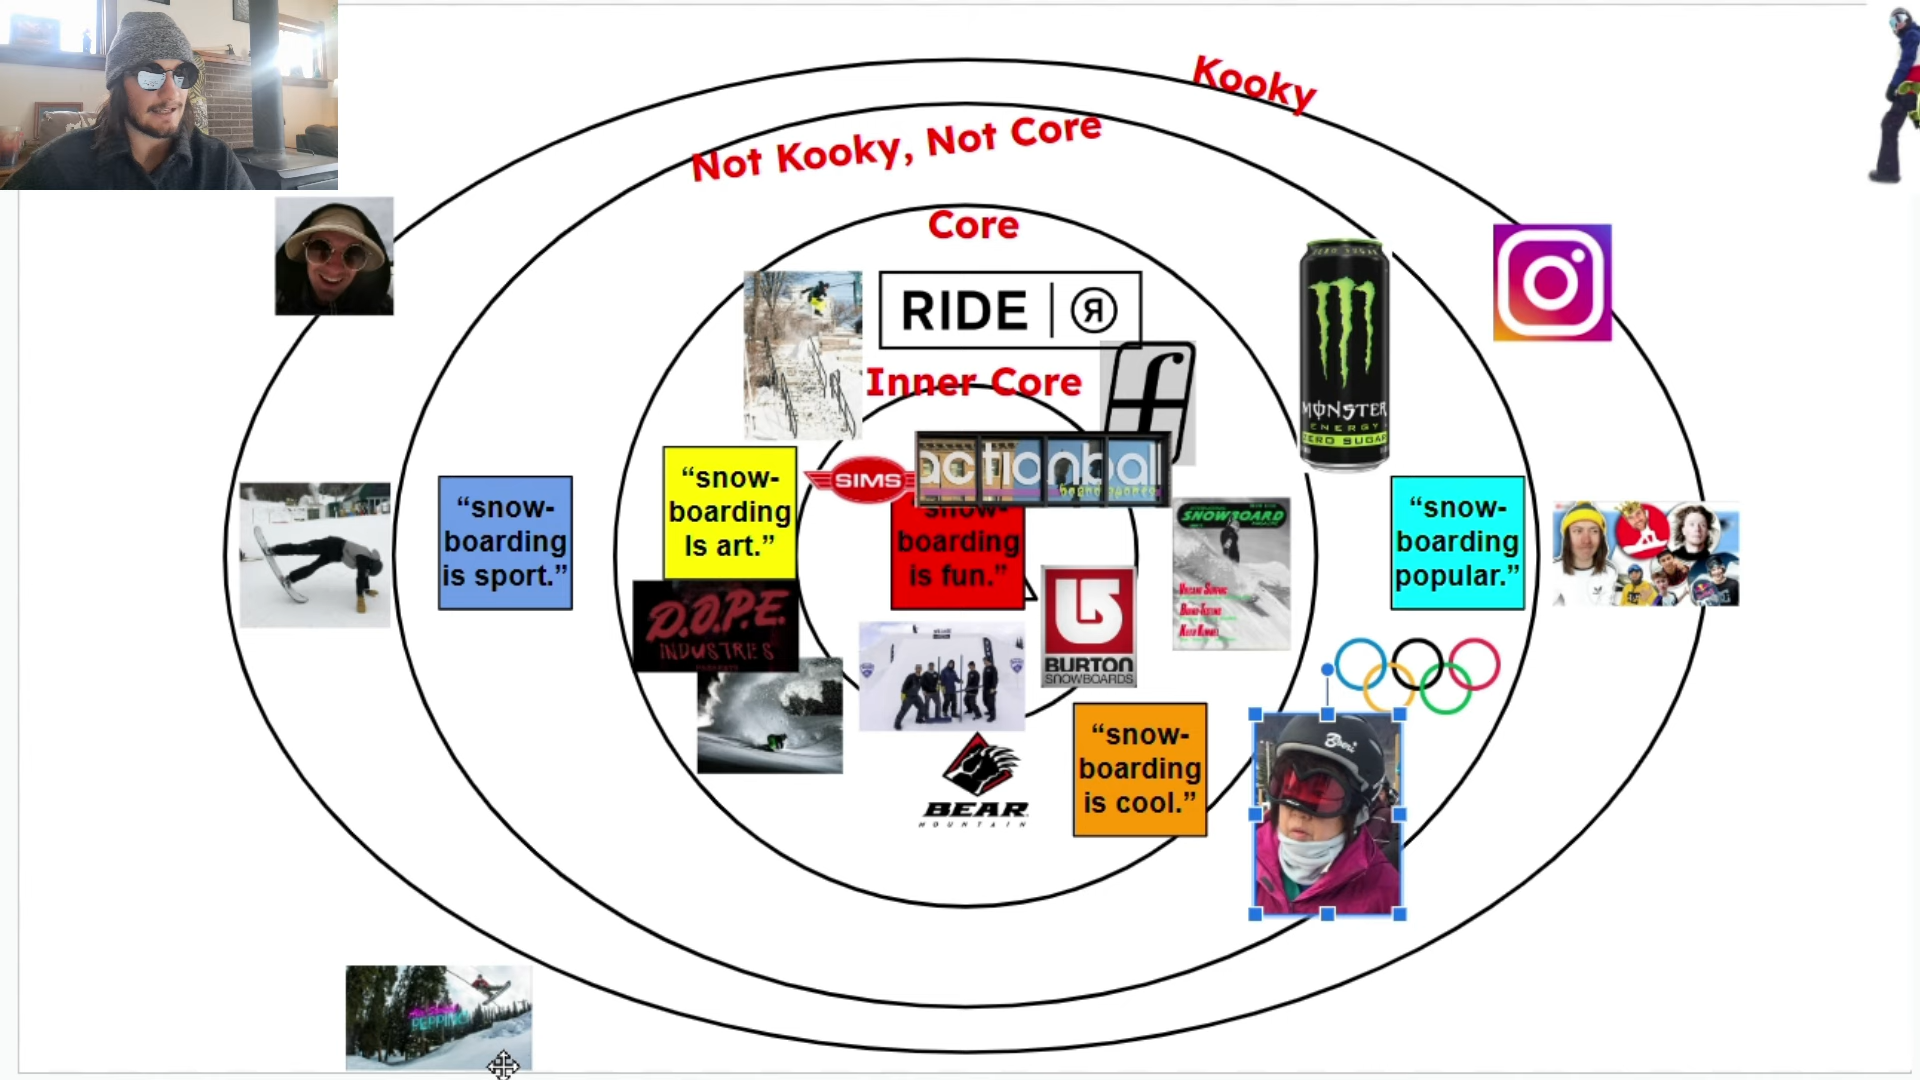 Kooky
Not Kooky, Not Core
Core
RIDE
Inner Core
f
MONSTER
ENERGY
ZERO SUGAR
actionball
SIMS
“snow-
boarding
Is art.”
“snow-
boarding
is sport.”
snow-
boarding
is fun.”
“snow-
boarding
popular.”
SNOWBOARD
MAGAZINE
D.O.P.E.
INDUSTRIES
BURTON
SNOWBOARDS
“snow-
boarding
is cool.”
BEAR
MOUNTAIN